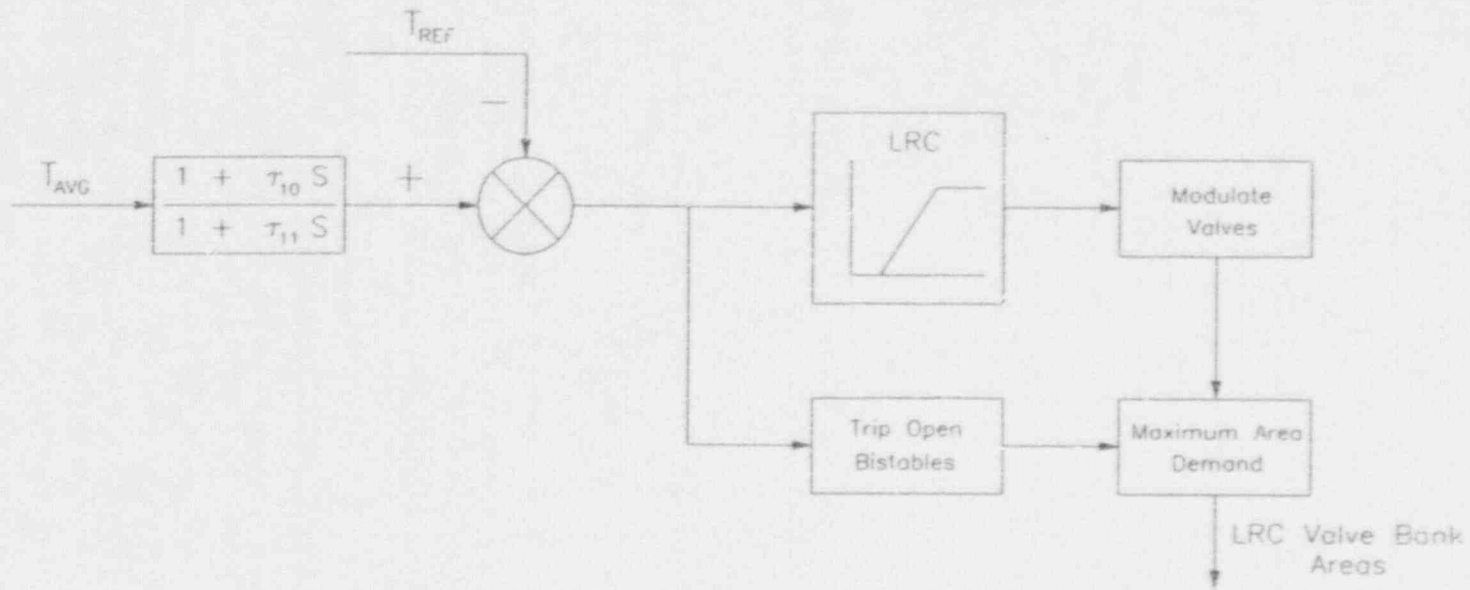 T_REF
−
T_AVG
1 + τ₁₀ S
1 + τ₁₁ S
+
LRC
Modulate
Valves
Trip Open
Bistables
Maximum Area
Demand
LRC Valve Bank
Areas